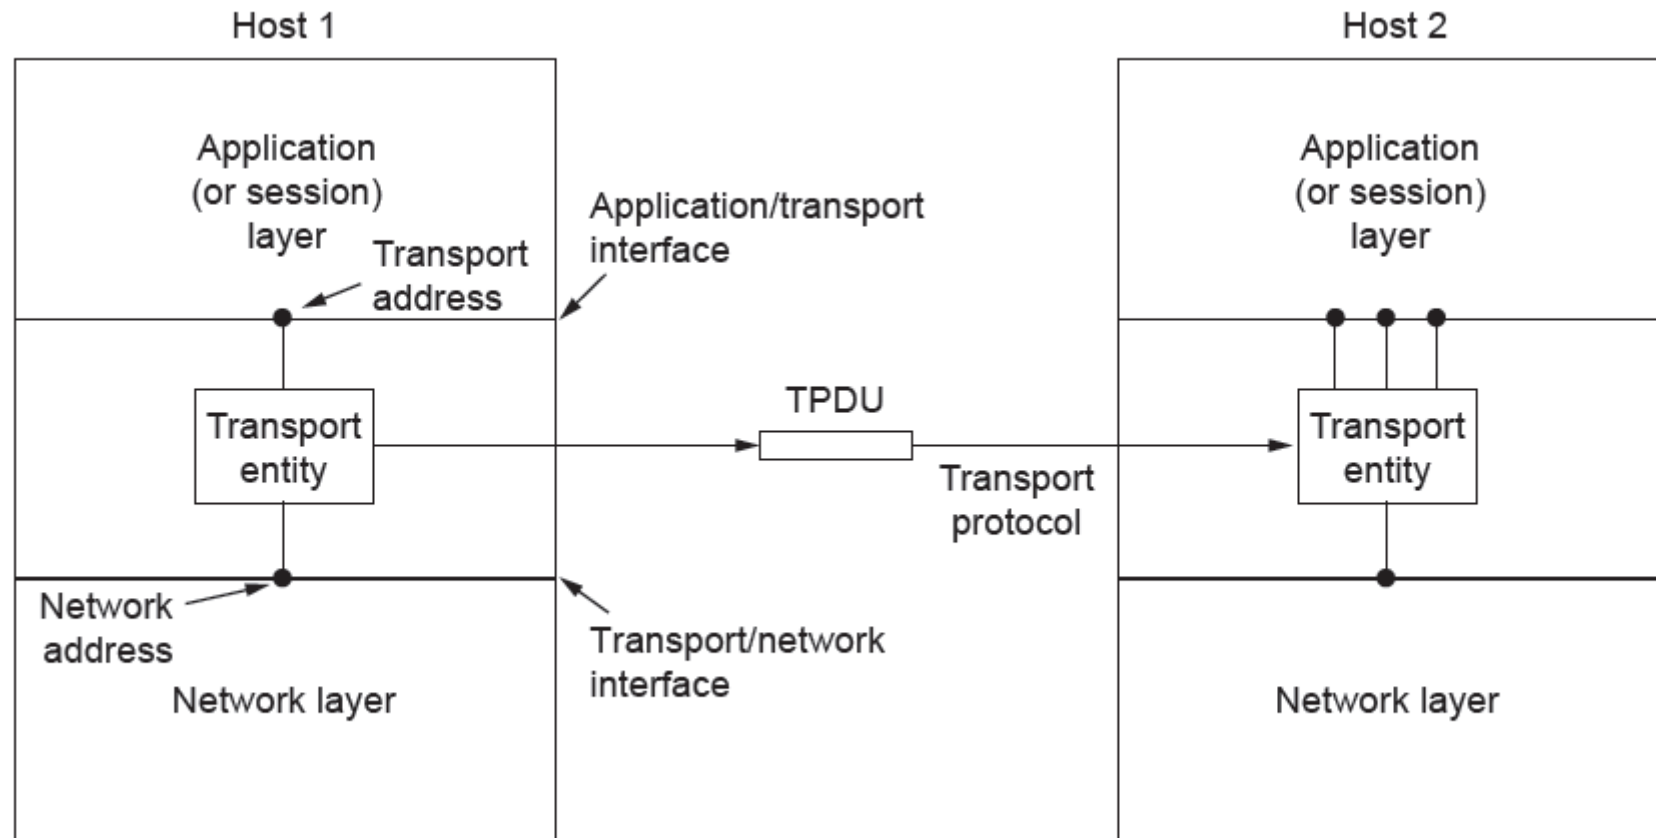 Host 1
Host 2
Application
(or session)
layer
Transport
address
Application/transport
interface
Application
(or session)
layer
Transport
entity
TPDU
Transport
protocol
Transport
entity
Network
address
Transport/network
interface
Network layer
Network layer